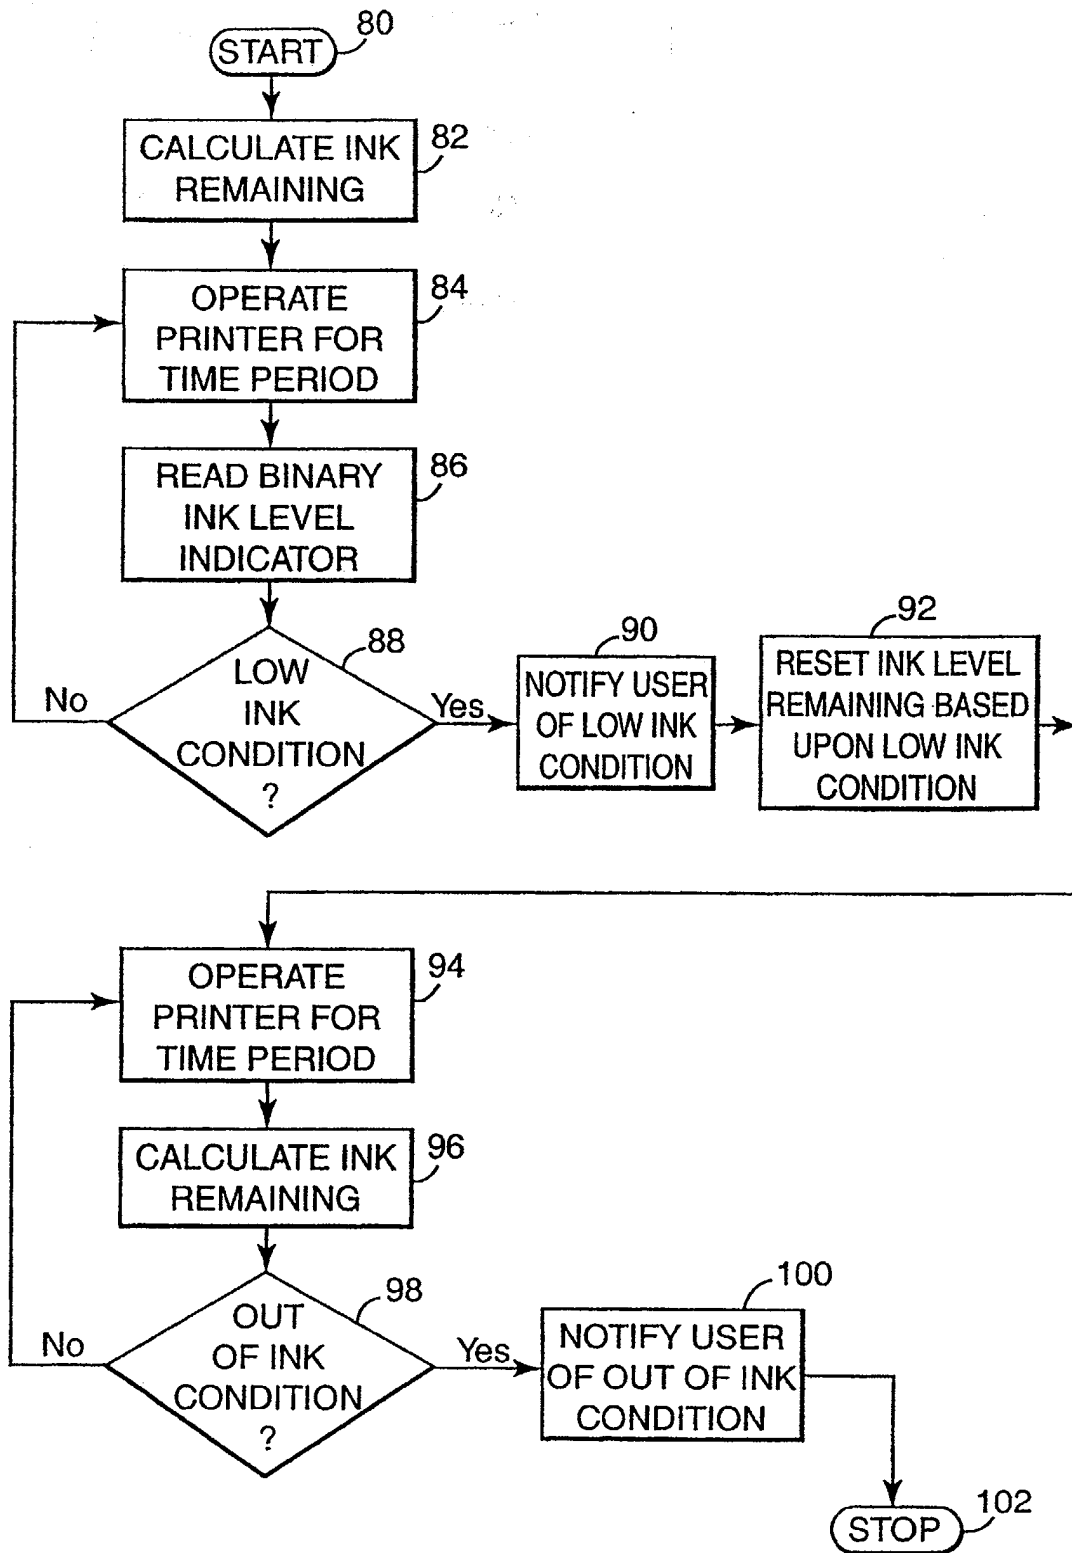 START
80
CALCULATE INK
REMAINING
82
OPERATE
PRINTER FOR
TIME PERIOD
84
READ BINARY
INK LEVEL
INDICATOR
86
LOW
INK
CONDITION
?
88
No
Yes
NOTIFY USER
OF LOW INK
CONDITION
90
RESET INK LEVEL
REMAINING BASED
UPON LOW INK
CONDITION
92
OPERATE
PRINTER FOR
TIME PERIOD
94
CALCULATE INK
REMAINING
96
OUT
OF INK
CONDITION
?
98
No
Yes
NOTIFY USER
OF OUT OF INK
CONDITION
100
STOP
102